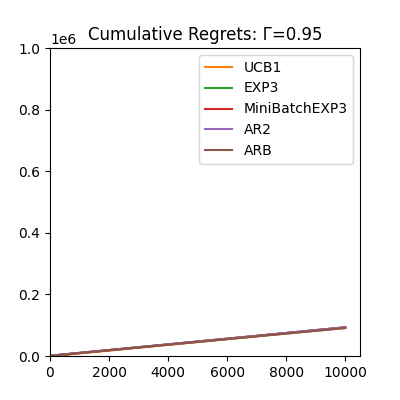 Cumulative Regrets: Γ=0.95
1e6
1.0
0.8
0.6
0.4
0.2
0.0
UCB1
EXP3
MiniBatchEXP3
AR2
ARB
0 2000 4000 6000 8000 10000